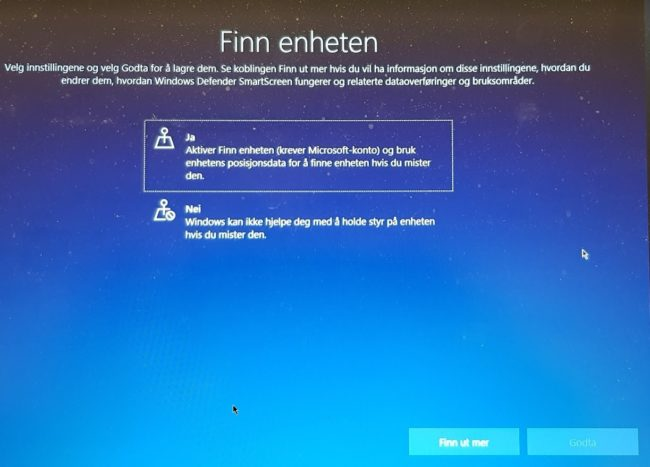 Finn enheten
Velg innstillingene og velg Godta for å lagre dem. Se koblingen Finn ut mer hvis du vil ha informasjon om disse innstillingene, hvordan du
endrer dem, hvordan Windows Defender SmartScreen fungerer og relaterte dataoverføringer og bruksområder.
Ja
Aktiver Finn enheten (krever Microsoft-konto) og bruk
enhetens posisjonsdata for å finne enheten hvis du mister
den.
Nei
Windows kan ikke hjelpe deg med å holde styr på enheten
hvis du mister den.
Finn ut mer
Godta